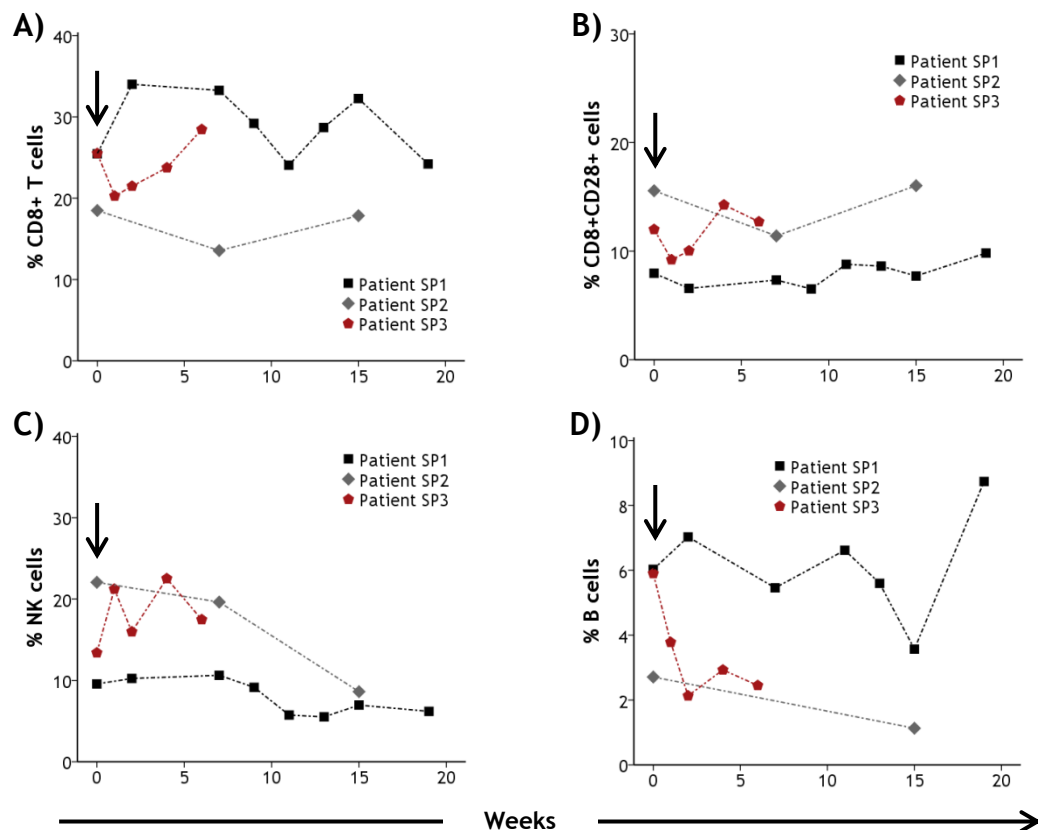 A)
% CD8+ T cells
40
30
20
10
0
0 5 10 15 20
Patient SP1
Patient SP2
Patient SP3
B)
% CD8+CD28+ cells
30
20
10
0
0 5 10 15 20
Patient SP1
Patient SP2
Patient SP3
C)
% NK cells
40
30
20
10
0
0 5 10 15 20
Patient SP1
Patient SP2
Patient SP3
D)
% B cells
10
8
6
4
2
0
0 5 10 15 20
Patient SP1
Patient SP2
Patient SP3
Weeks